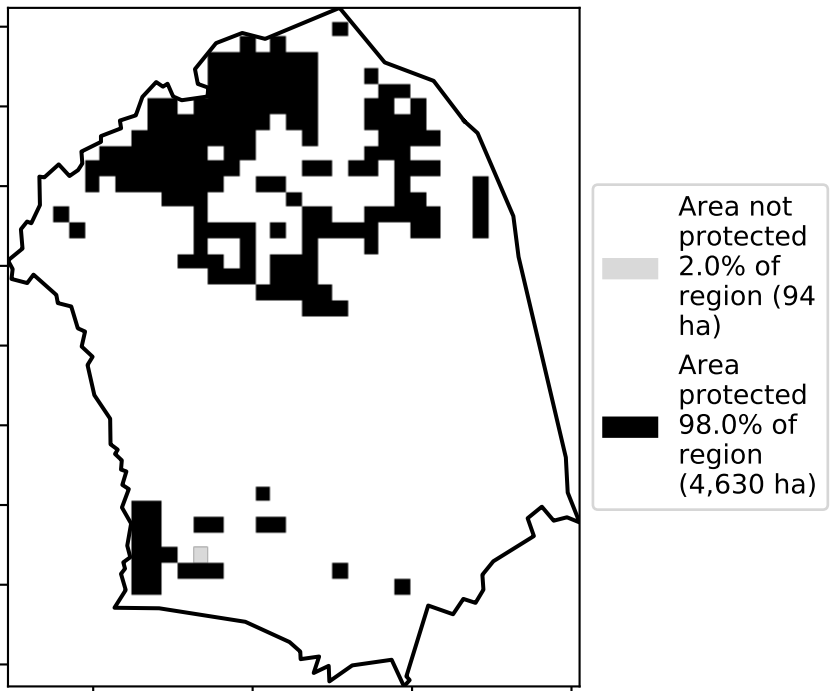 Area not
protected
2.0% of
region (94
ha)
Area
protected
98.0% of
region
(4,630 ha)